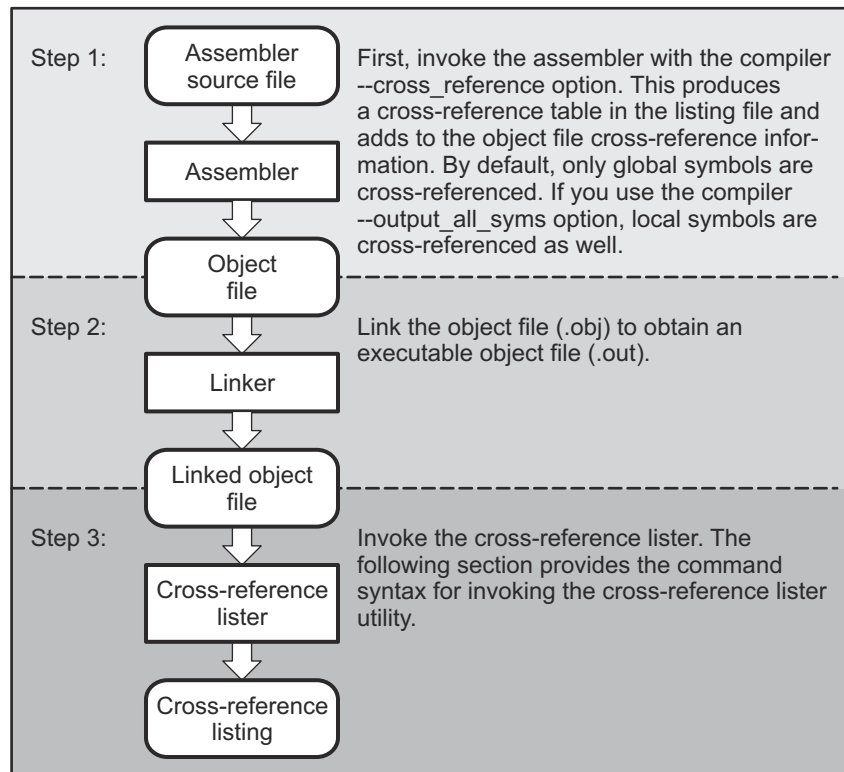 Step 1:
Assembler
source file
Assembler
Object
file
First, invoke the assembler with the compiler
--cross_reference option. This produces
a cross-reference table in the listing file and
adds to the object file cross-reference infor-
mation. By default, only global symbols are
cross-referenced. If you use the compiler
--output_all_syms option, local symbols are
cross-referenced as well.
Step 2:
Linker
Linked object
file
Link the object file (.obj) to obtain an
executable object file (.out).
Step 3:
Cross-reference
lister
Cross-reference
listing
Invoke the cross-reference lister. The
following section provides the command
syntax for invoking the cross-reference lister
utility.